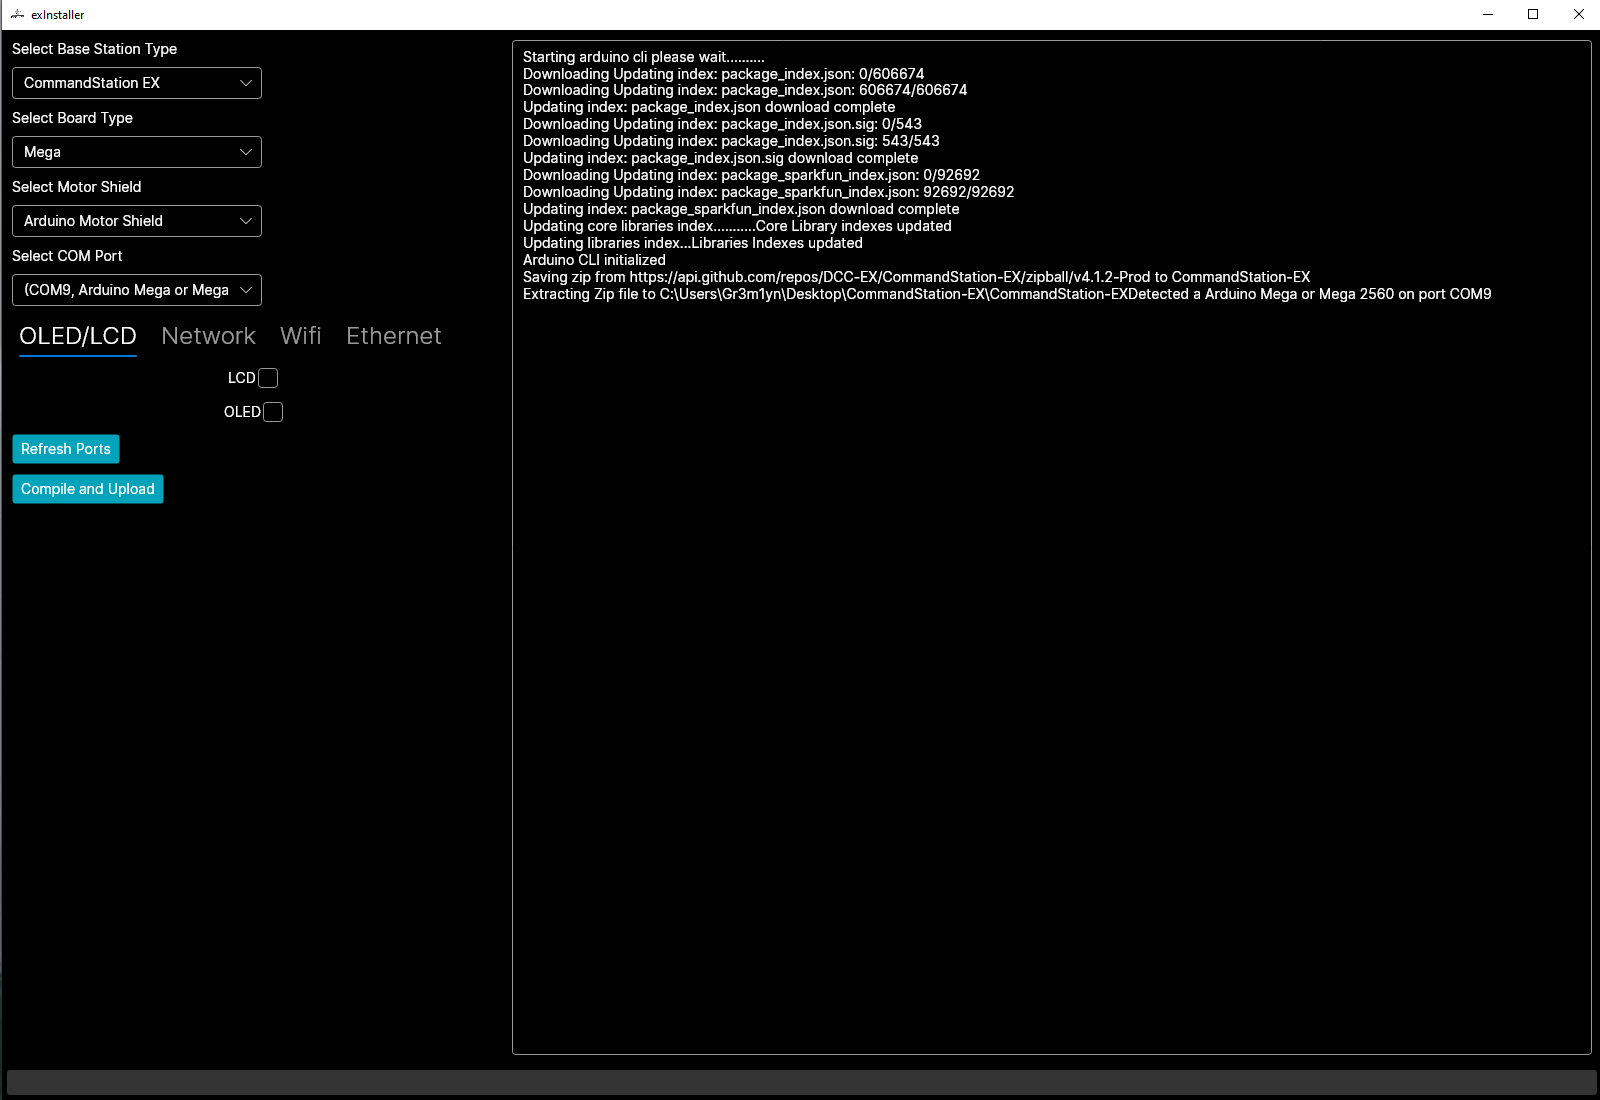 exInstaller
Select Base Station Type
CommandStation EX
Select Board Type
Mega
Select Motor Shield
Arduino Motor Shield
Select COM Port
(COM9, Arduino Mega or Mega
OLED/LCD Network Wifi Ethernet
LCD
OLED
Refresh Ports
Compile and Upload
Starting arduino cli please wait..........
Downloading Updating index: package_index.json: 0/606674
Downloading Updating index: package_index.json: 606674/606674
Updating index: package_index.json download complete
Downloading Updating index: package_index.json.sig: 0/543
Downloading Updating index: package_index.json.sig: 543/543
Updating index: package_index.json.sig download complete
Downloading Updating index: package_sparkfun_index.json: 0/92692
Downloading Updating index: package_sparkfun_index.json: 92692/92692
Updating index: package_sparkfun_index.json download complete
Updating core libraries index...........Core Library indexes updated
Updating libraries index...Libraries Indexes updated
Arduino CLI initialized
Saving zip from https://api.github.com/repos/DCC-EX/CommandStation-EX/zipball/v4.1.2-Prod to CommandStation-EX
Extracting Zip file to C:\Users\Gr3m1yn\Desktop\CommandStation-EX\CommandStation-EXDetected a Arduino Mega or Mega 2560 on port COM9